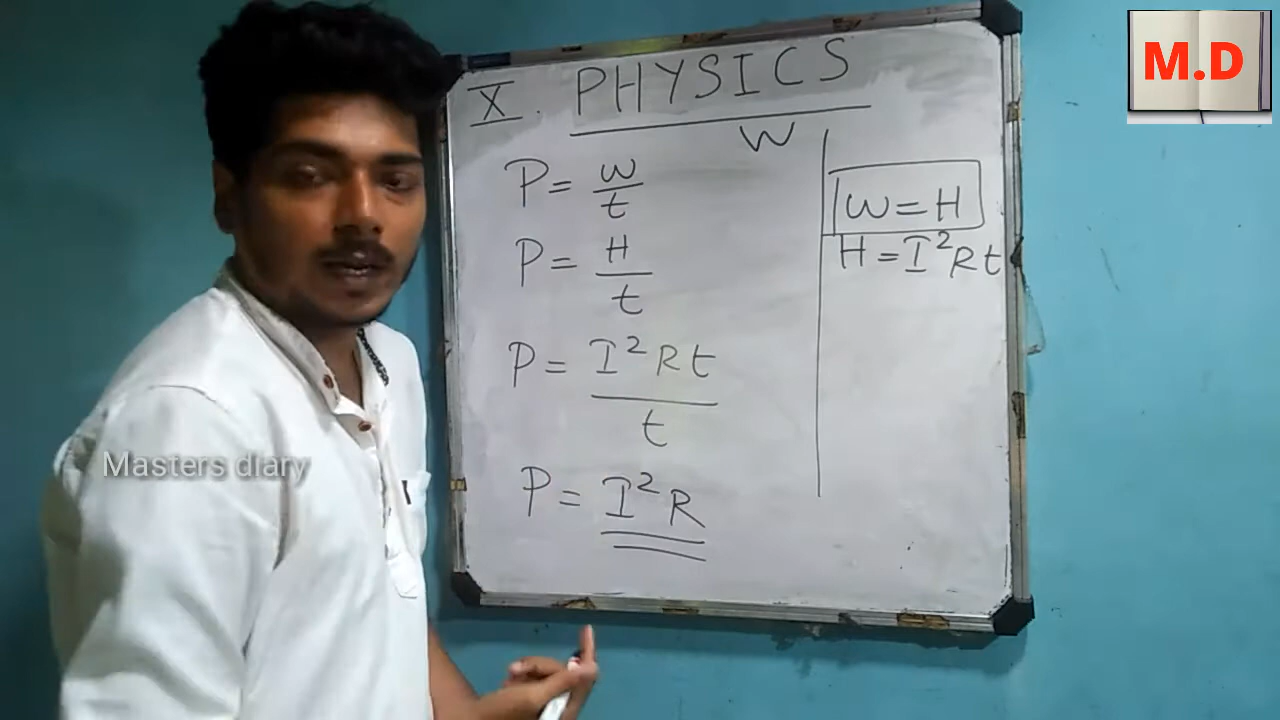 X. PHYSICS
W
P = W/t
P = H/t
P = I²Rt/t
P = I²R
W = H
H = I²Rt
M.D
Masters diary